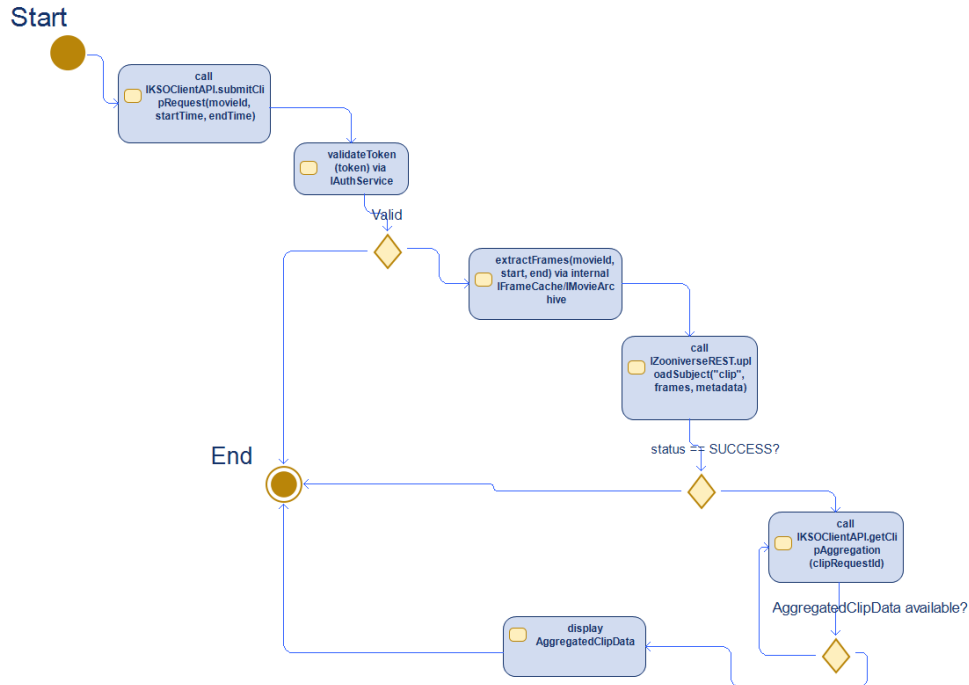 Start
call
IKSOClientAPI.submitCli
pRequest(movieId,
startTime, endTime)
validateToken
(token) via
IAuthService
Valid
extractFrames(movieId,
start, end) via internal
IFrameCache/IMovieArc
hive
call
IZooniverseREST.upl
oadSubject("clip",
frames, metadata)
status == SUCCESS?
End
call
IKSOClientAPI.getCli
pAggregation
(clipRequestId)
AggregatedClipData available?
display
AggregatedClipData